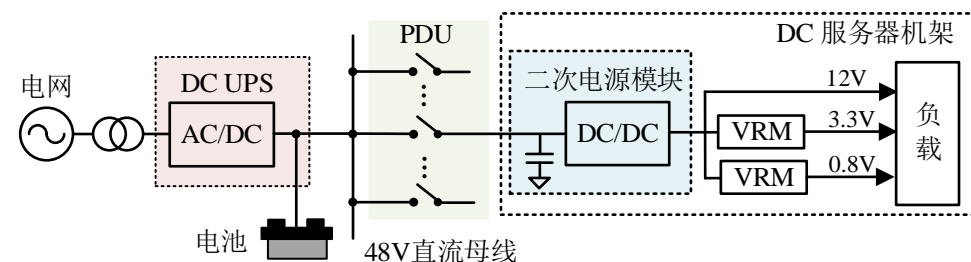 电网
DC UPS
AC/DC
电池
PDU
48V直流母线
DC 服务器机架
二次电源模块
DC/DC
VRM
VRM
12V
3.3V
0.8V
负载